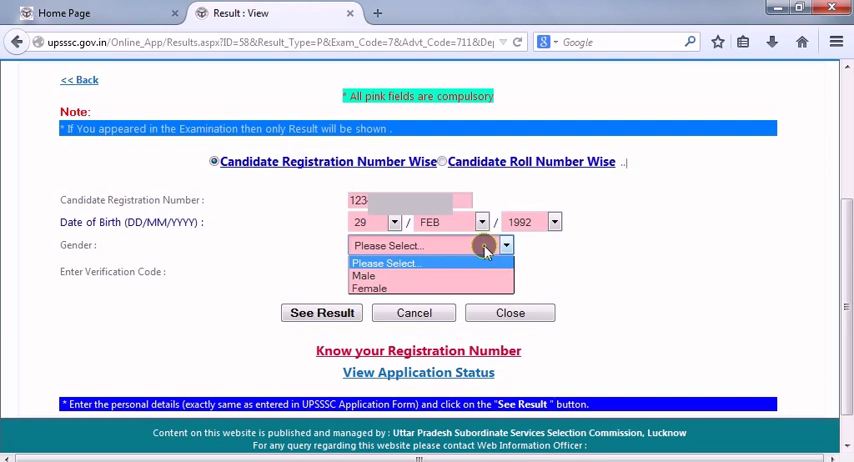 Home Page
Result : View
upsssc.gov.in/Online_App/Results.aspx?ID=58&Result_Type=P&Exam_Code=7&Advt_Code=711&De
Google
<< Back
* All pink fields are compulsory
Note:
* If You appeared in the Examination then only Result will be shown .
Candidate Registration Number Wise Candidate Roll Number Wise ..
Candidate Registration Number : 123
Date of Birth (DD/MM/YYYY) : 29 / FEB / 1992
Gender : Please Select...
Please Select...
Male
Enter Verification Code :
Female
See Result Cancel Close
Know your Registration Number
View Application Status
* Enter the personal details (exactly same as entered in UPSSSC Application Form) and click on the "See Result " button.
Content on this website is published and managed by : Uttar Pradesh Subordinate Services Selection Commission, Lucknow
For any query regarding this website please contact Web Information Officer :